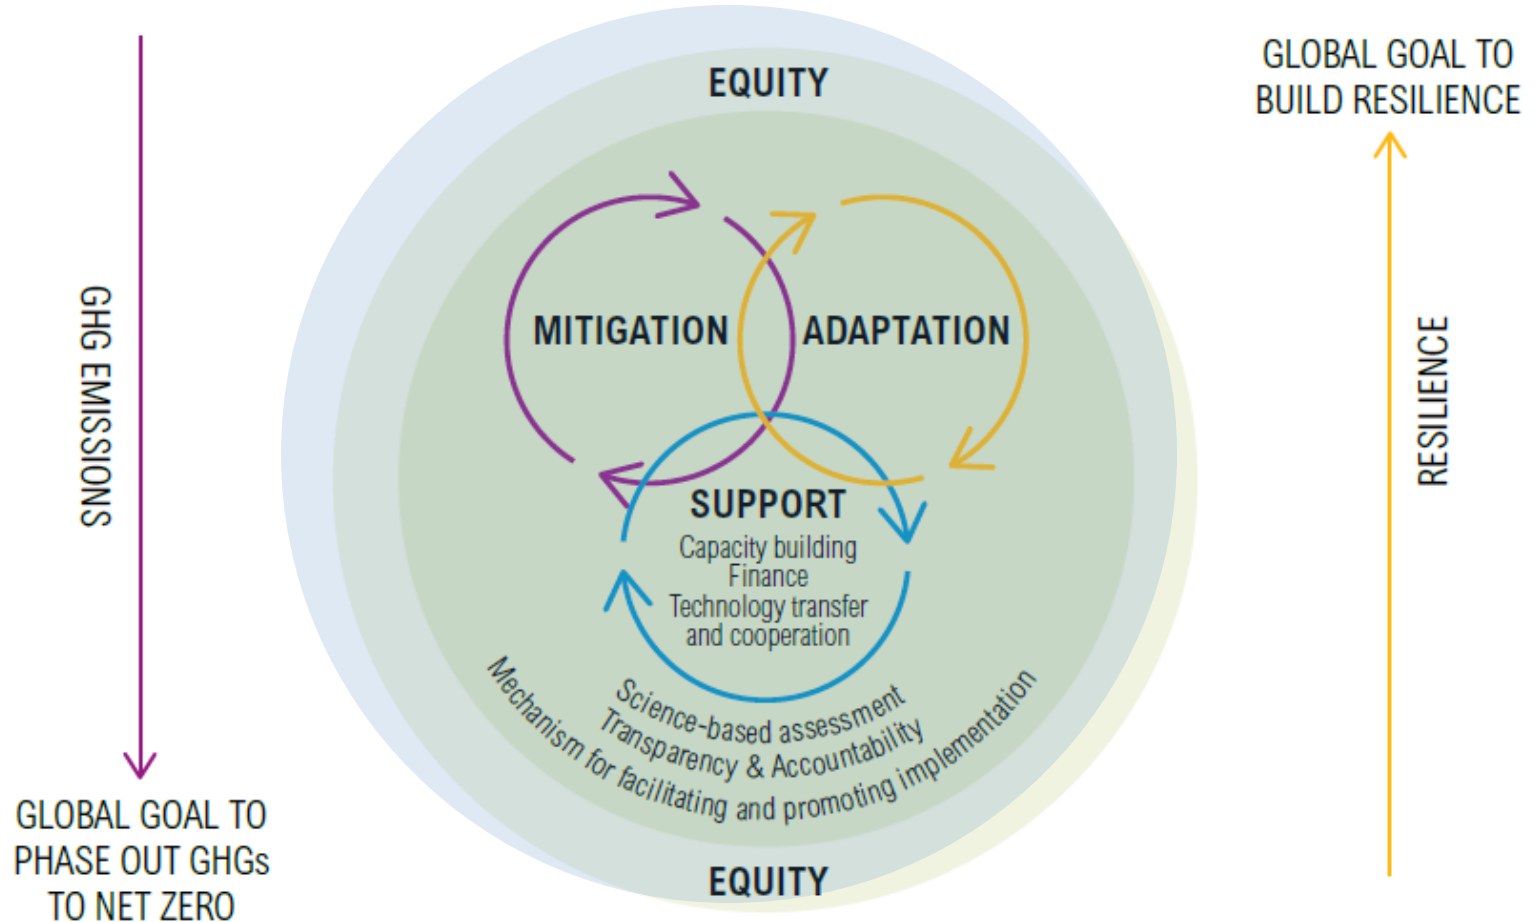 EQUITY
GLOBAL GOAL TO
BUILD RESILIENCE
GHG EMISSIONS
MITIGATION
ADAPTATION
RESILIENCE
SUPPORT
Capacity building
Finance
Technology transfer
and cooperation
Science-based assessment
Transparency & Accountability
Mechanism for facilitating and promoting implementation
GLOBAL GOAL TO
PHASE OUT GHGs
TO NET ZERO
EQUITY